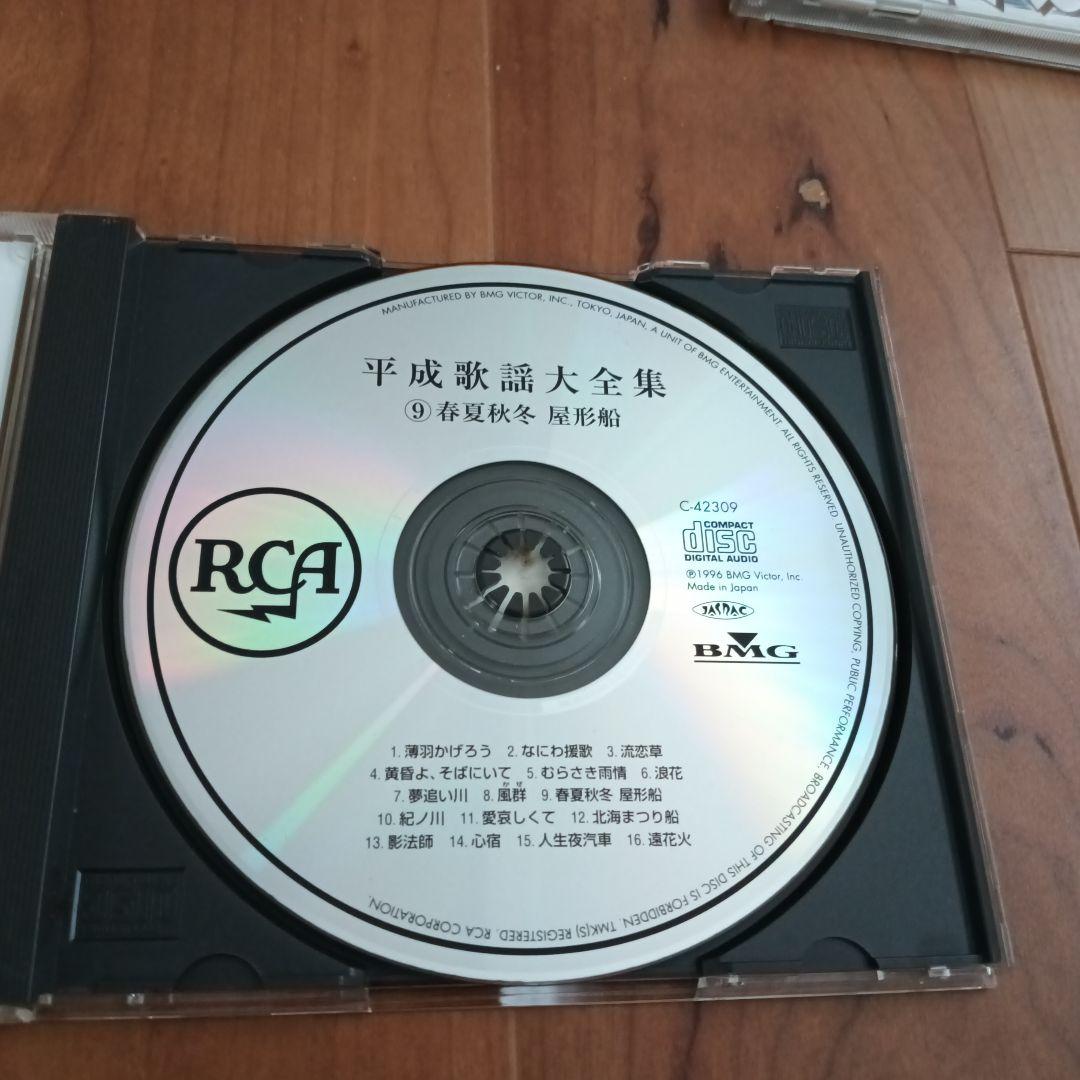 MANUFACTURED BY BMG VICTOR, INC., TOKYO, JAPAN, A UNIT OF BMG ENTERTAINMENT. ALL RIGHTS RESERVED. UNAUTHORIZED COPYING, PUBLIC PERFORMANCE, BROADCASTING OF THIS DISC IS FORBIDDEN. TMK(S) REGISTERED. RCA CORPORATION.
平成歌謡大全集
⑨春夏秋冬 屋形船
RCA
C-42309
COMPACT
disc
DIGITAL AUDIO
Ⓟ1996 BMG Victor, Inc.
Made in Japan
JASRAC
BMG
1. 薄羽かげろう 2. なにわ援歌 3. 流恋草
4. 黄昏よ、そばにいて 5. むらさき雨情 6. 浪花
かぜ
7. 夢追い川 8. 風群 9. 春夏秋冬 屋形船
10. 紀ノ川 11. 愛哀しくて 12. 北海まつり船
13. 影法師 14. 心宿 15. 人生夜汽車 16. 遠花火